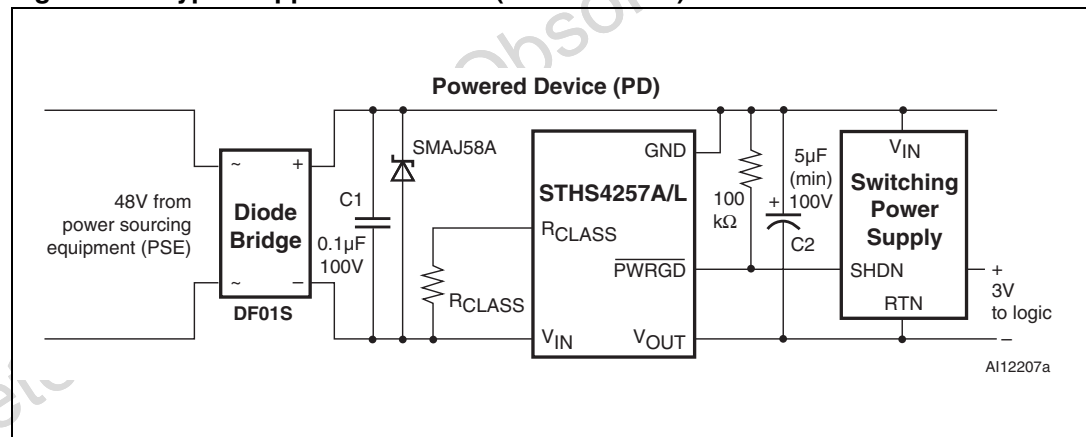 Powered Device (PD)
48V from
power sourcing
equipment (PSE)
~ +
Diode
Bridge
~ −
DF01S
C1
0.1µF
100V
SMAJ58A
RCLASS
STHS4257A/L
GND
RCLASS
PWRGD
VIN VOUT
100
kΩ
5µF
(min)
100V
+
C2
VIN
Switching
Power
Supply
SHDN
RTN
+
3V
to logic
−
AI12207a